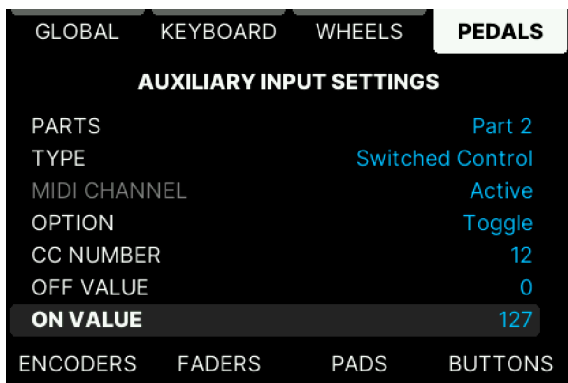 GLOBAL KEYBOARD WHEELS PEDALS
AUXILIARY INPUT SETTINGS
PARTS Part 2
TYPE Switched Control
MIDI CHANNEL Active
OPTION Toggle
CC NUMBER 12
OFF VALUE 0
ON VALUE 127
ENCODERS FADERS PADS BUTTONS